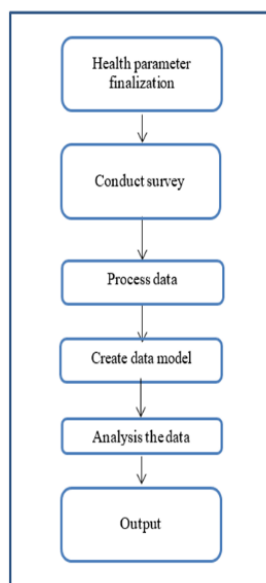 Health parameter
finalization
Conduct survey
Process data
Create data model
Analysis the data
Output